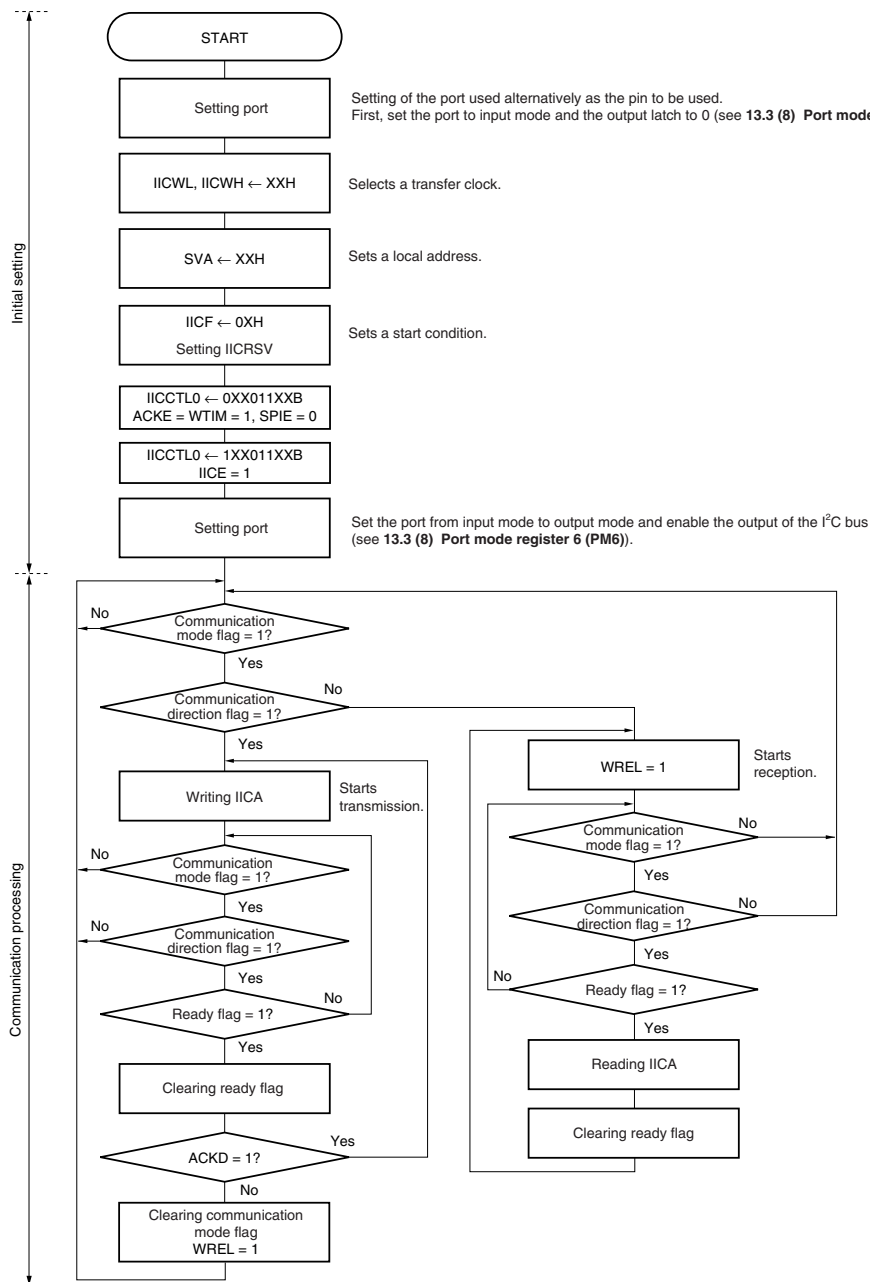 START
Setting port
Setting of the port used alternatively as the pin to be used.
First, set the port to input mode and the output latch to 0 (see 13.3 (8) Port mode
IICWL, IICWH ← XXH
Selects a transfer clock.
SVA ← XXH
Sets a local address.
IICF ← 0XH
Setting IICRSV
Sets a start condition.
IICCTL0 ← 0XX011XXB
ACKE = WTIM = 1, SPIE = 0
IICCTL0 ← 1XX011XXB
IICE = 1
Setting port
Set the port from input mode to output mode and enable the output of the I²C bus
(see 13.3 (8) Port mode register 6 (PM6)).
Initial setting
Communication processing
No
Communication
mode flag = 1?
Yes
Communication
direction flag = 1?
No
Yes
Writing IICA
Starts
transmission.
No
Communication
mode flag = 1?
Yes
No
Communication
direction flag = 1?
Yes
Ready flag = 1?
No
Yes
Clearing ready flag
ACKD = 1?
Yes
No
Clearing communication
mode flag
WREL = 1
WREL = 1
Starts
reception.
Communication
mode flag = 1?
No
Yes
Communication
direction flag = 1?
No
Yes
No
Ready flag = 1?
Yes
Reading IICA
Clearing ready flag